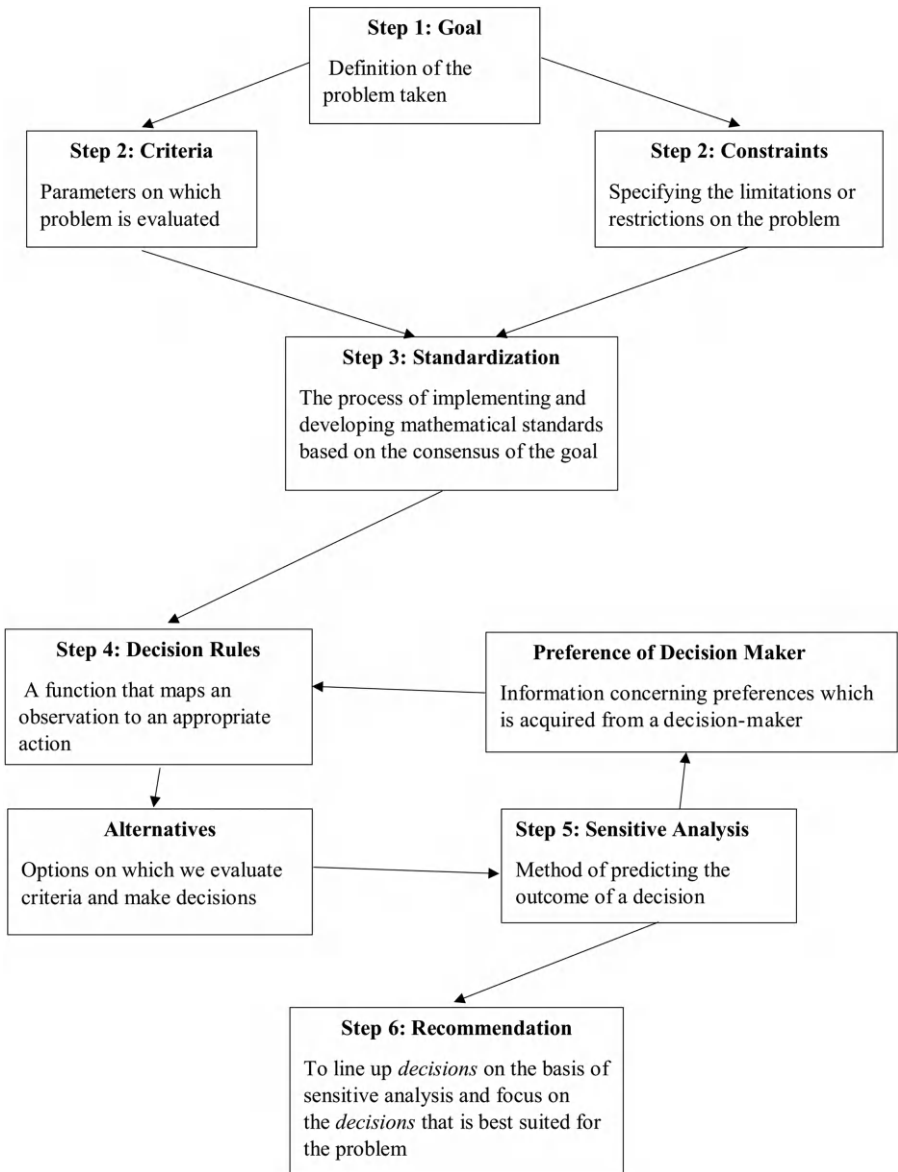 Step 1: Goal
Definition of the
problem taken
Step 2: Criteria
Parameters on which
problem is evaluated
Step 2: Constraints
Specifying the limitations or
restrictions on the problem
Step 3: Standardization
The process of implementing and
developing mathematical standards
based on the consensus of the goal
Step 4: Decision Rules
A function that maps an
observation to an appropriate
action
Preference of Decision Maker
Information concerning preferences which
is acquired from a decision-maker
Alternatives
Options on which we evaluate
criteria and make decisions
Step 5: Sensitive Analysis
Method of predicting the
outcome of a decision
Step 6: Recommendation
To line up decisions on the basis of
sensitive analysis and focus on
the decisions that is best suited for
the problem